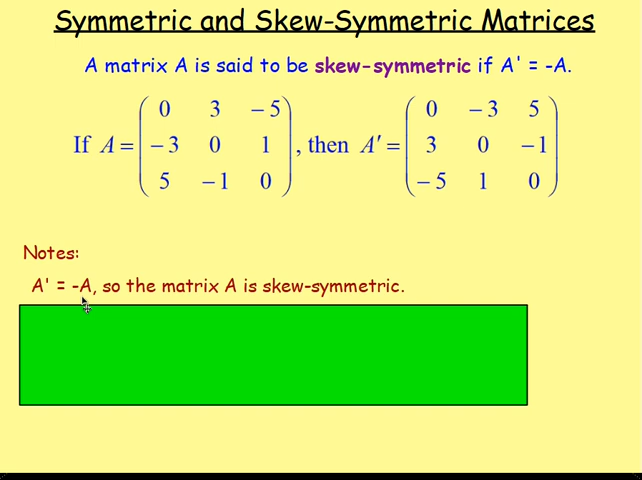 Symmetric and Skew-Symmetric Matrices
A matrix A is said to be skew-symmetric if A' = -A.
If A = ( 0 3 −5 ; −3 0 1 ; 5 −1 0 ), then A′ = ( 0 −3 5 ; 3 0 −1 ; −5 1 0 )
Notes:
A' = -A, so the matrix A is skew-symmetric.